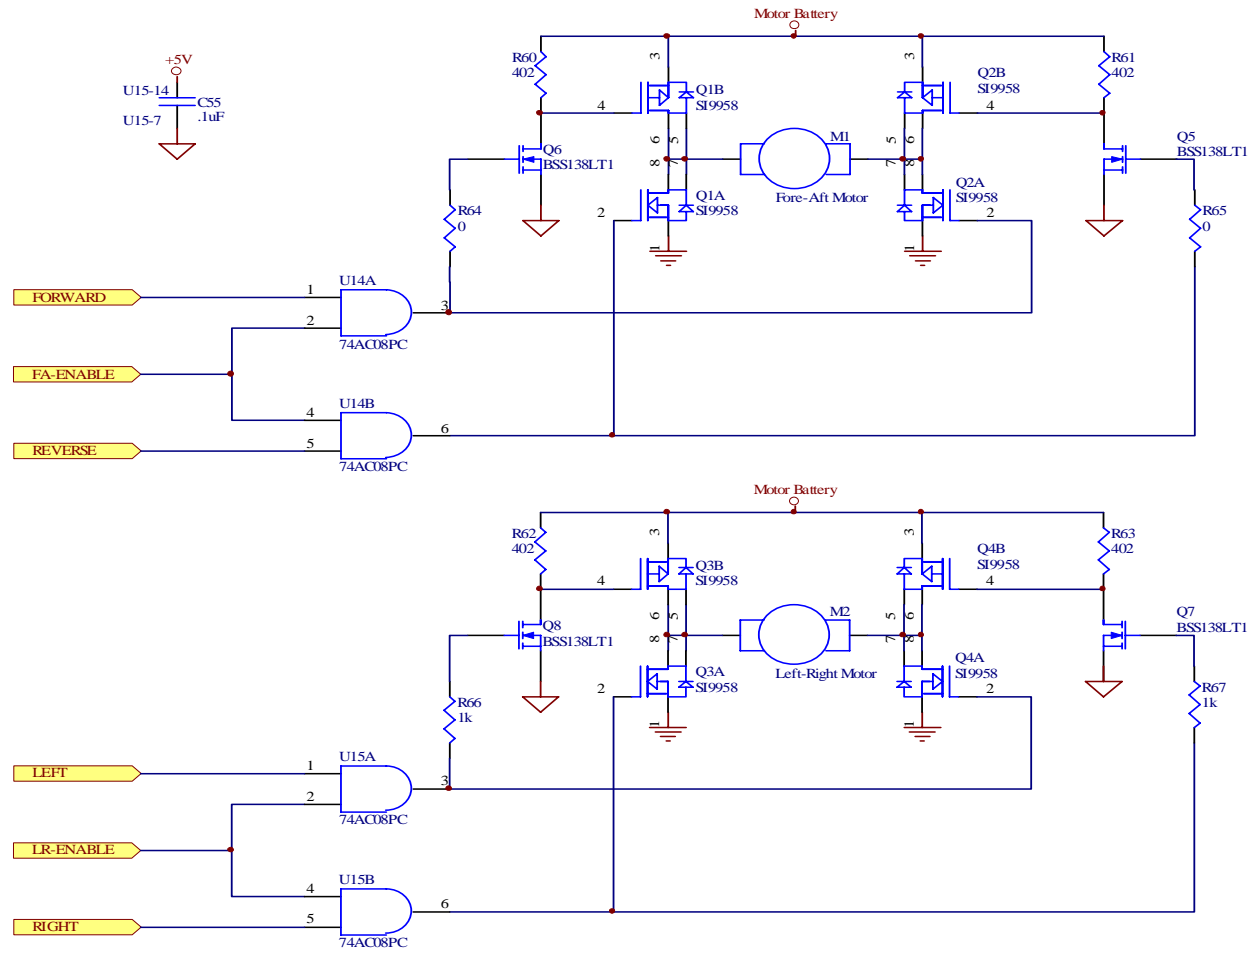 Motor Battery
+5V
U15-14
C55
.1uF
U15-7
R60
402
3
Q1B
SI9958
4
6
5
8
7
Q6
BSS138LT1
M1
Fore-Aft Motor
3
Q2B
SI9958
4
5
6
7
8
R61
402
Q5
BSS138LT1
Q1A
SI9958
2
1
Q2A
SI9958
2
1
R64
0
R65
0
FORWARD
1
U14A
2
3
74AC08PC
FA-ENABLE
U14B
4
5
6
74AC08PC
REVERSE
Motor Battery
R62
402
3
Q3B
SI9958
4
6
5
8
7
Q8
BSS138LT1
M2
Left-Right Motor
3
Q4B
SI9958
4
5
6
7
8
R63
402
Q7
BSS138LT1
Q3A
SI9958
2
1
Q4A
SI9958
2
1
R66
1k
R67
1k
LEFT
1
U15A
2
3
74AC08PC
LR-ENABLE
U15B
4
5
6
74AC08PC
RIGHT